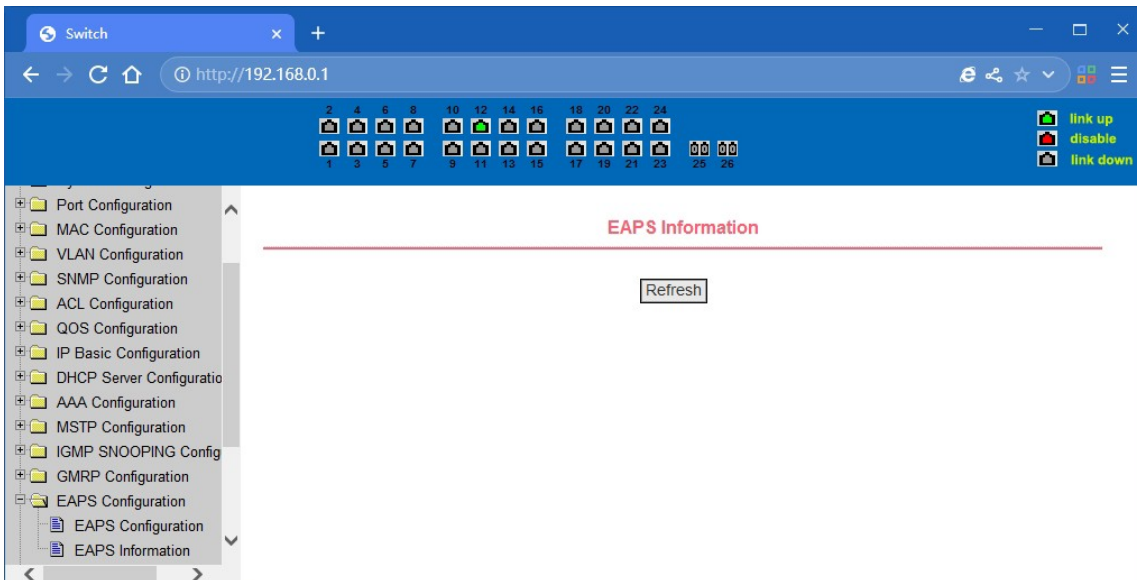 Switch
http://192.168.0.1
2 4 6 8 10 12 14 16 18 20 22 24
1 3 5 7 9 11 13 15 17 19 21 23 25 26
link up
disable
link down
Port Configuration
MAC Configuration
VLAN Configuration
SNMP Configuration
ACL Configuration
QOS Configuration
IP Basic Configuration
DHCP Server Configuratio
AAA Configuration
MSTP Configuration
IGMP SNOOPING Config
GMRP Configuration
EAPS Configuration
EAPS Configuration
EAPS Information
EAPS Information
Refresh